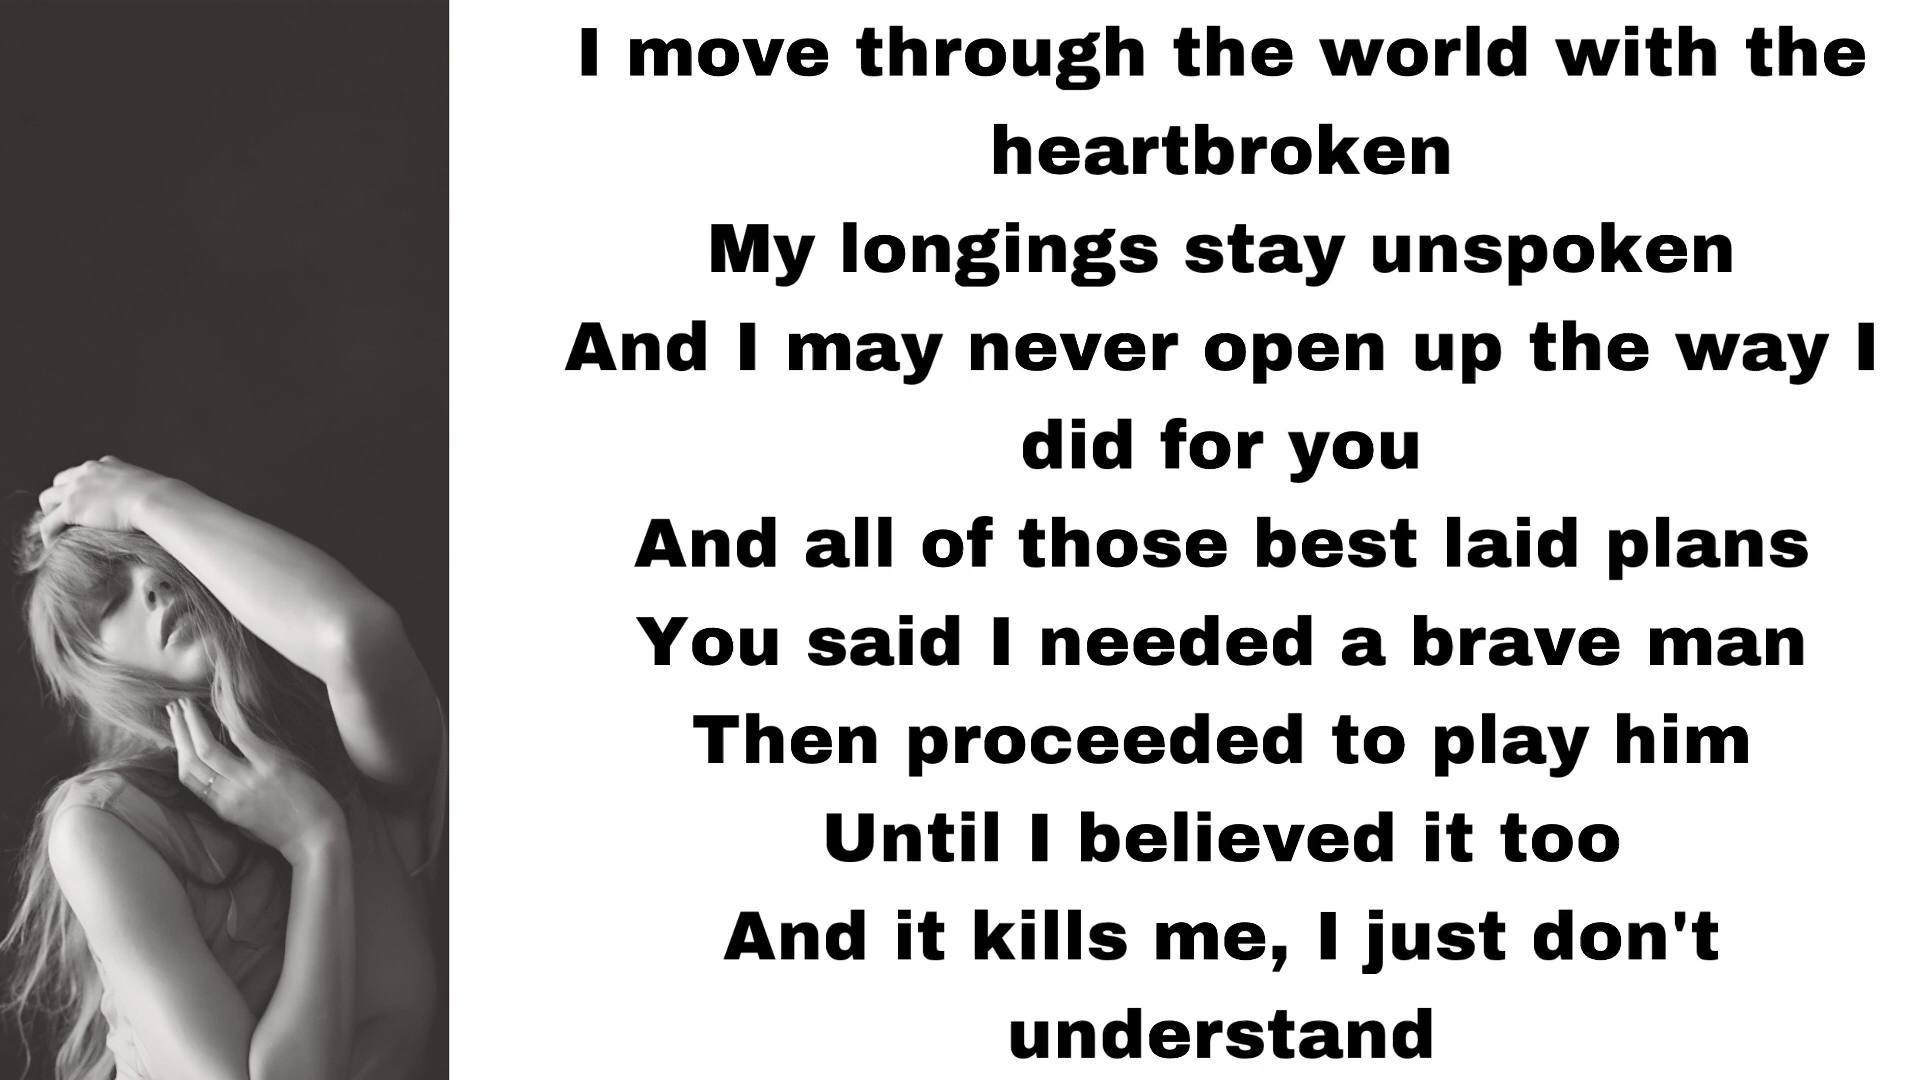 I move through the world with the
heartbroken
My longings stay unspoken
And I may never open up the way I
did for you
And all of those best laid plans
You said I needed a brave man
Then proceeded to play him
Until I believed it too
And it kills me, I just don't
understand